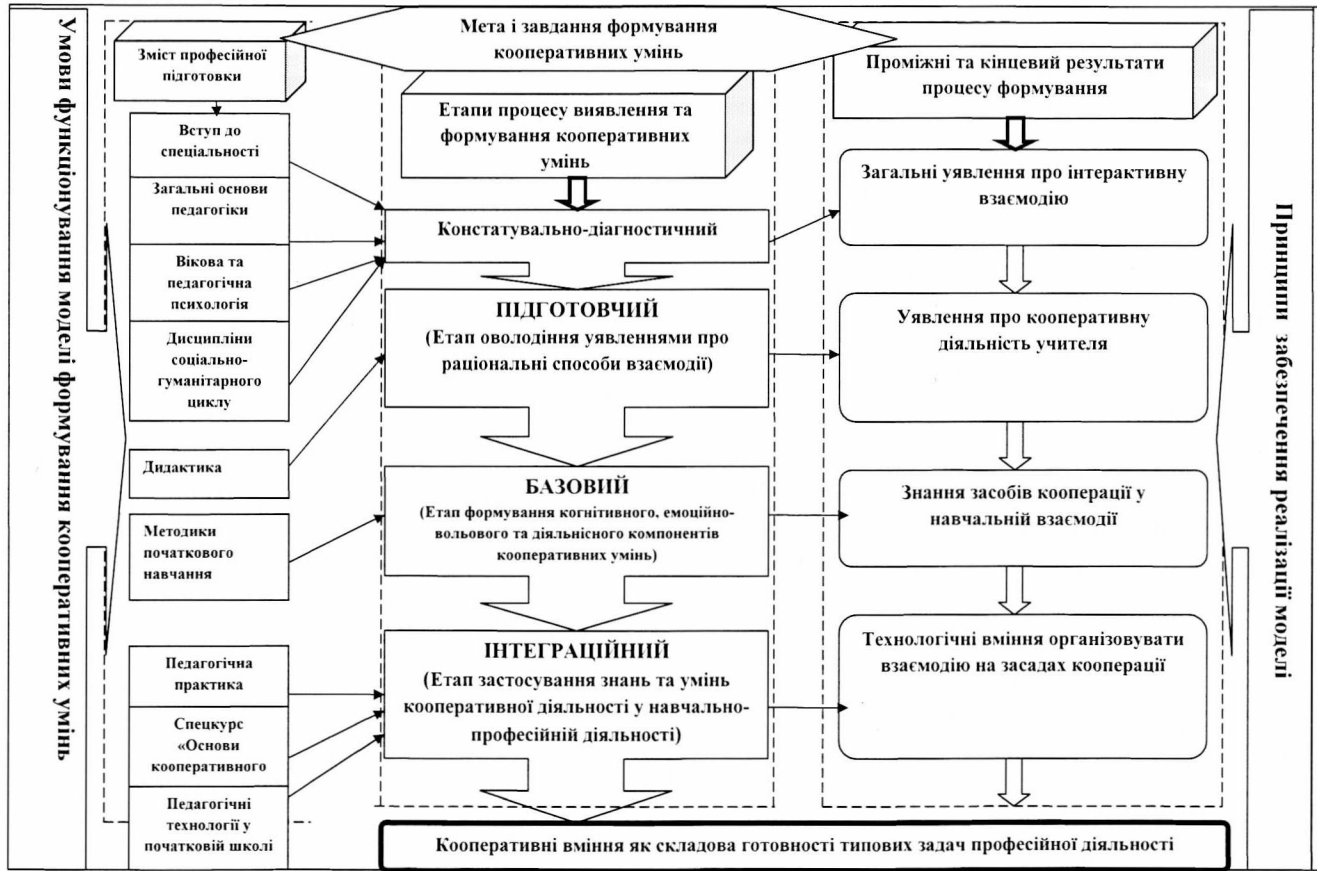 Умови функціонування моделі формування кооперативних умінь
Мета і завдання формування
кооперативних умінь
Зміст професійної
підготовки
Вступ до
спеціальності
Загальні основи
педагогіки
Вікова та
педагогічна
психологія
Дисципліни
соціально-
гуманітарного
циклу
Дидактика
Методики
початкового
навчання
Педагогічна
практика
Спецкурс
«Основи
кооперативного
Педагогічні
технології у
початковій школі
Етапи процесу виявлення та
формування кооперативних
умінь
Констатувально-діагностичний
ПІДГОТОВЧИЙ
(Етап оволодіння уявленнями про
раціональні способи взаємодії)
БАЗОВИЙ
(Етап формування когнітивного, емоційно-
вольового та діяльнісного компонентів
кооперативних умінь)
ІНТЕГРАЦІЙНИЙ
(Етап застосування знань та умінь
кооперативної діяльності у навчально-
професійній діяльності)
Проміжні та кінцевий результати
процесу формування
Загальні уявлення про інтерактивну
взаємодію
Уявлення про кооперативну
діяльність учителя
Знання засобів кооперації у
навчальній взаємодії
Технологічні вміння організовувати
взаємодію на засадах кооперації
Кооперативні вміння як складова готовності типових задач професійної діяльності
Принципи забезпечення реалізації моделі